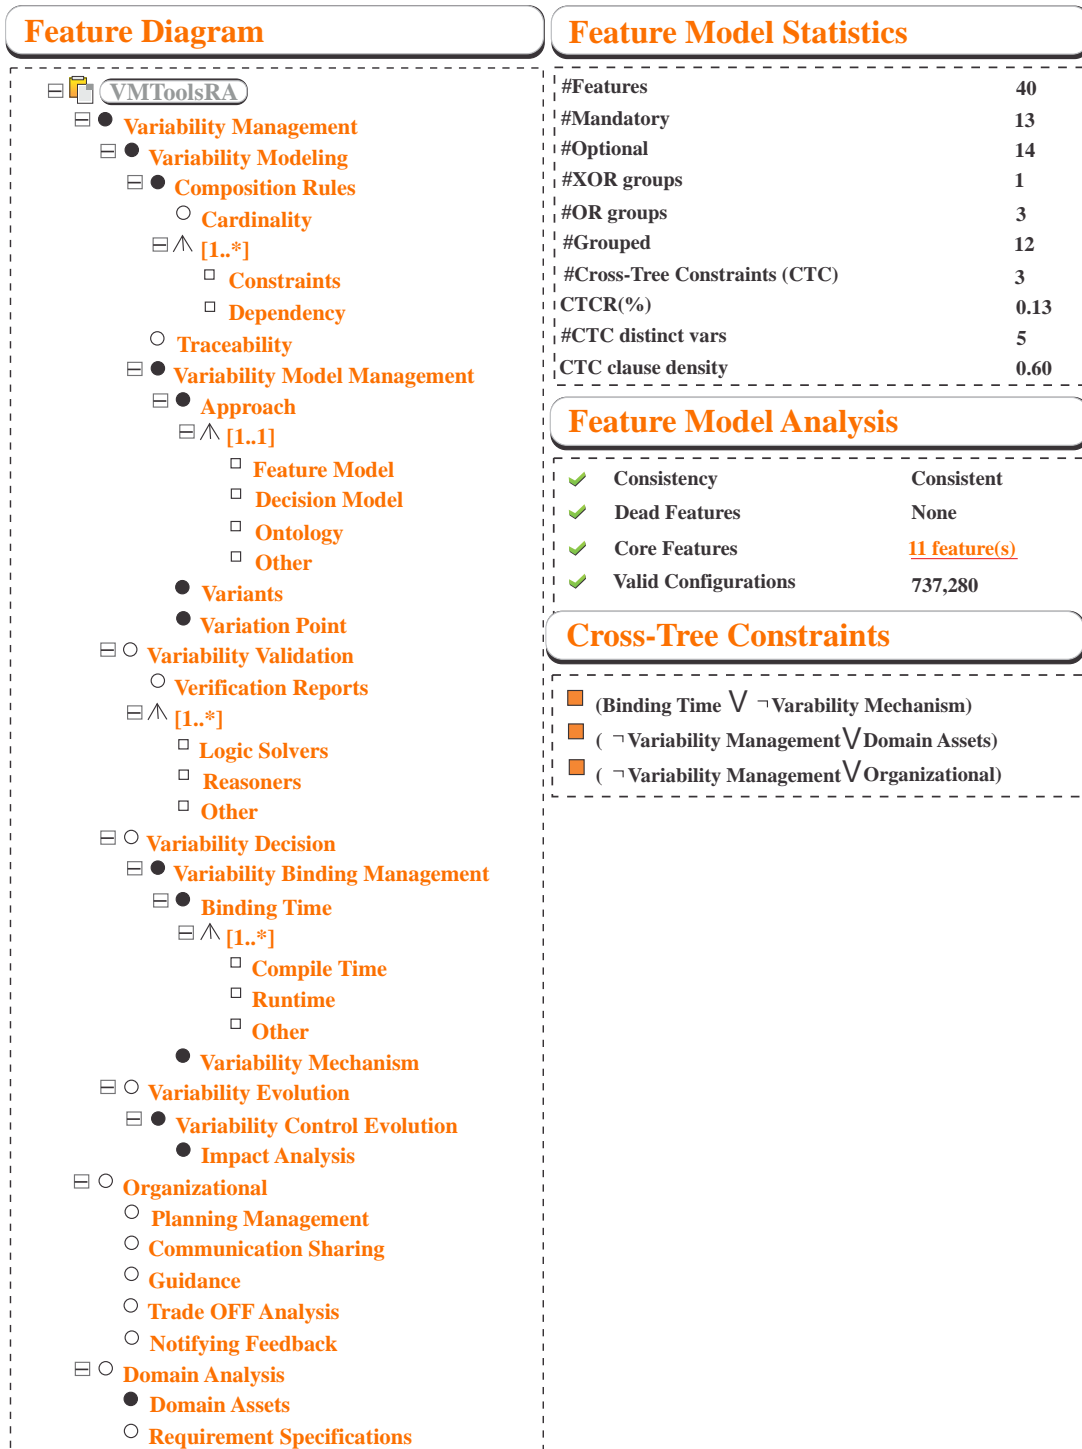 Feature Diagram
VMToolsRA
Variability Management
Variability Modeling
Composition Rules
Cardinality
[1..*]
Constraints
Dependency
Traceability
Variability Model Management
Approach
[1..1]
Feature Model
Decision Model
Ontology
Other
Variants
Variation Point
Variability Validation
Verification Reports
[1..*]
Logic Solvers
Reasoners
Other
Variability Decision
Variability Binding Management
Binding Time
[1..*]
Compile Time
Runtime
Other
Variability Mechanism
Variability Evolution
Variability Control Evolution
Impact Analysis
Organizational
Planning Management
Communication Sharing
Guidance
Trade OFF Analysis
Notifying Feedback
Domain Analysis
Domain Assets
Requirement Specifications
Feature Model Statistics
#Features 40
#Mandatory 13
#Optional 14
#XOR groups 1
#OR groups 3
#Grouped 12
#Cross-Tree Constraints (CTC) 3
CTCR(%) 0.13
#CTC distinct vars 5
CTC clause density 0.60
Feature Model Analysis
Consistency Consistent
Dead Features None
Core Features 11 feature(s)
Valid Configurations 737,280
Cross-Tree Constraints
(Binding Time ⋁ ¬Varability Mechanism)
( ¬Variability Management⋁Domain Assets)
( ¬Variability Management⋁Organizational)